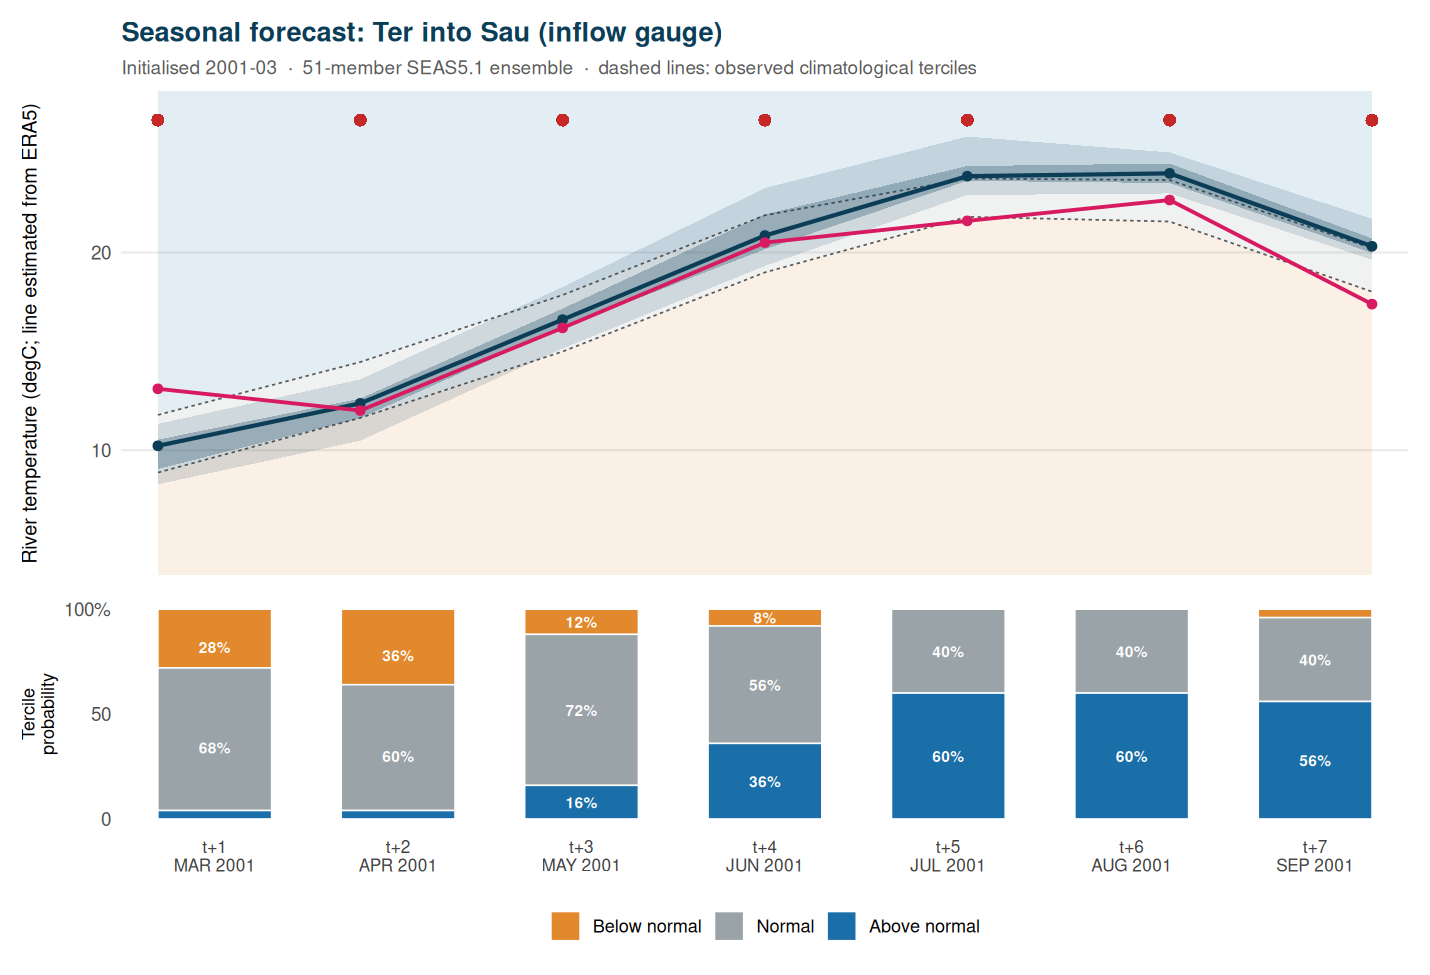 Seasonal forecast: Ter into Sau (inflow gauge)
Initialised 2001-03 · 51-member SEAS5.1 ensemble · dashed lines: observed climatological terciles
River temperature (degC; line estimated from ERA5)
20
10
Tercile
probability
100%
50
0
28%
68%
36%
60%
12%
72%
16%
8%
56%
36%
40%
60%
40%
60%
40%
56%
t+1
MAR 2001
t+2
APR 2001
t+3
MAY 2001
t+4
JUN 2001
t+5
JUL 2001
t+6
AUG 2001
t+7
SEP 2001
Below normal
Normal
Above normal